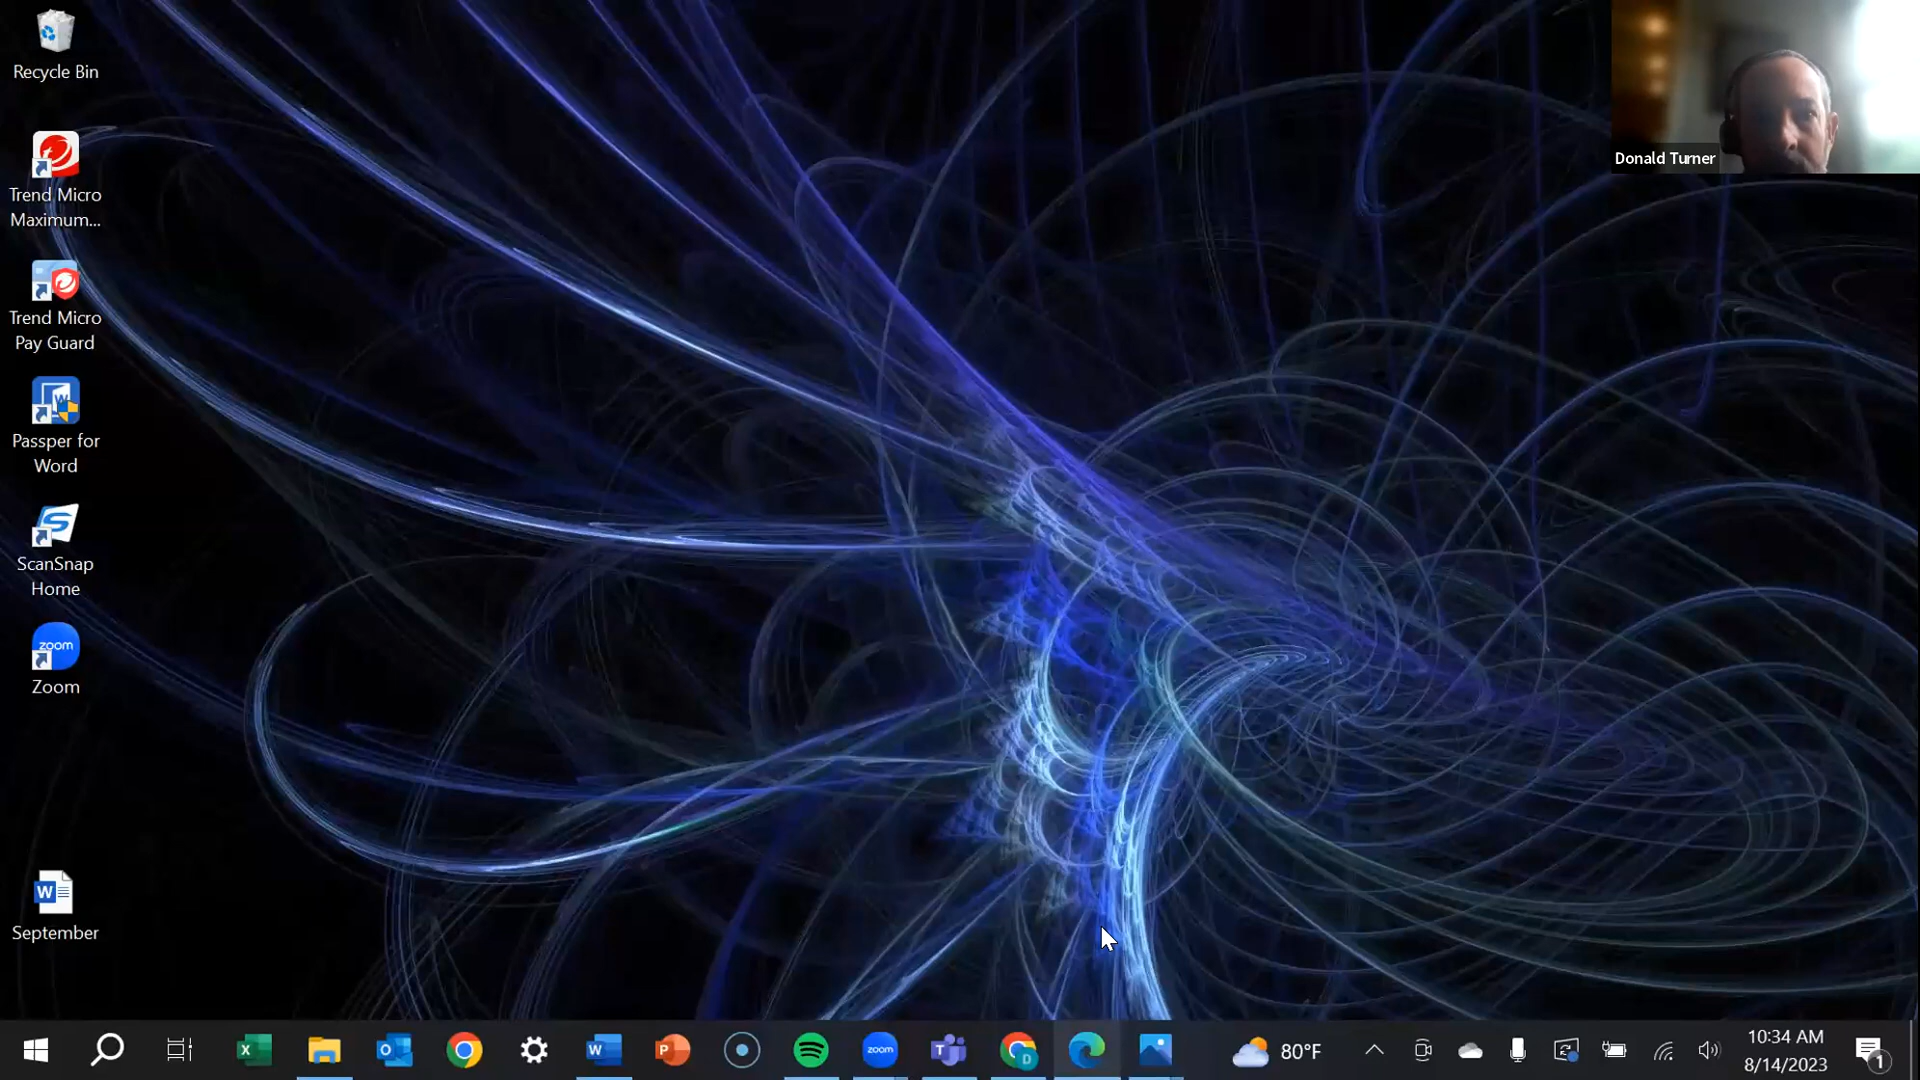 Recycle Bin
Donald Turner
Trend Micro
Maximum...
Trend Micro
Pay Guard
W
Passper for
Word
S
ScanSnap
Home
zoom
Zoom
W
September
X
O
W
P
zoom
T
D
80°F
10:34 AM
8/14/2023
1